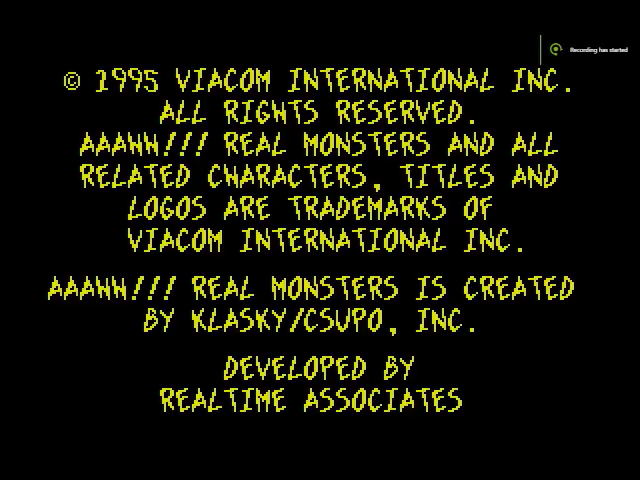 Recording has started
© 1995 VIACOM INTERNATIONAL INC.
ALL RIGHTS RESERVED.
AAAHH!!! REAL MONSTERS AND ALL
RELATED CHARACTERS, TITLES AND
LOGOS ARE TRADEMARKS OF
VIACOM INTERNATIONAL INC.
AAAHH!!! REAL MONSTERS IS CREATED
BY KLASKY/CSUPO, INC.
DEVELOPED BY
REALTIME ASSOCIATES